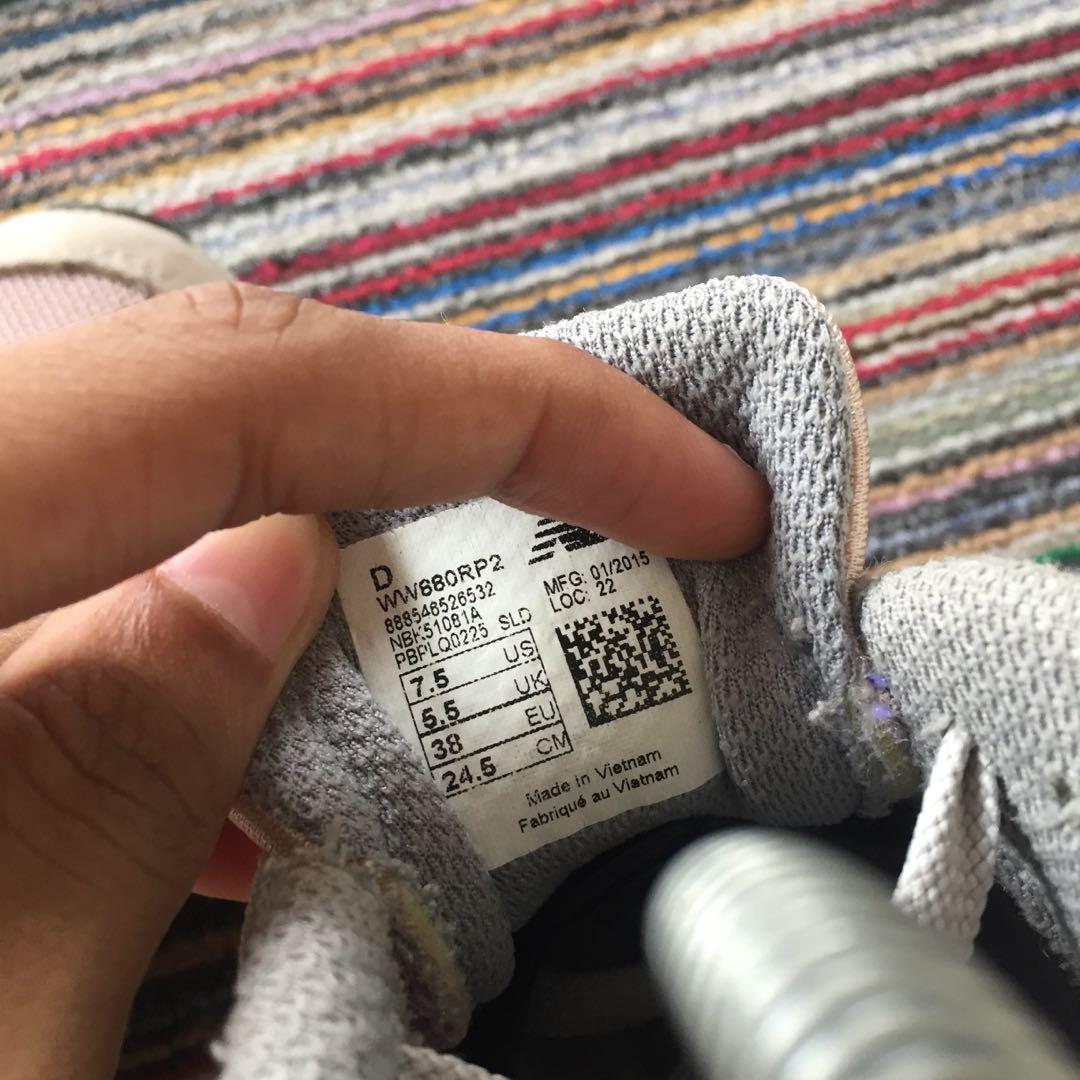 D
WW880RP2
888546526532
NBK51081A
PBPLQ0225 SLD
MFG: 01/2015
LOC: 22
7.5 US
5.5 UK
38 EU
24.5 CM
Made in Vietnam
Fabriqué au Vietnam